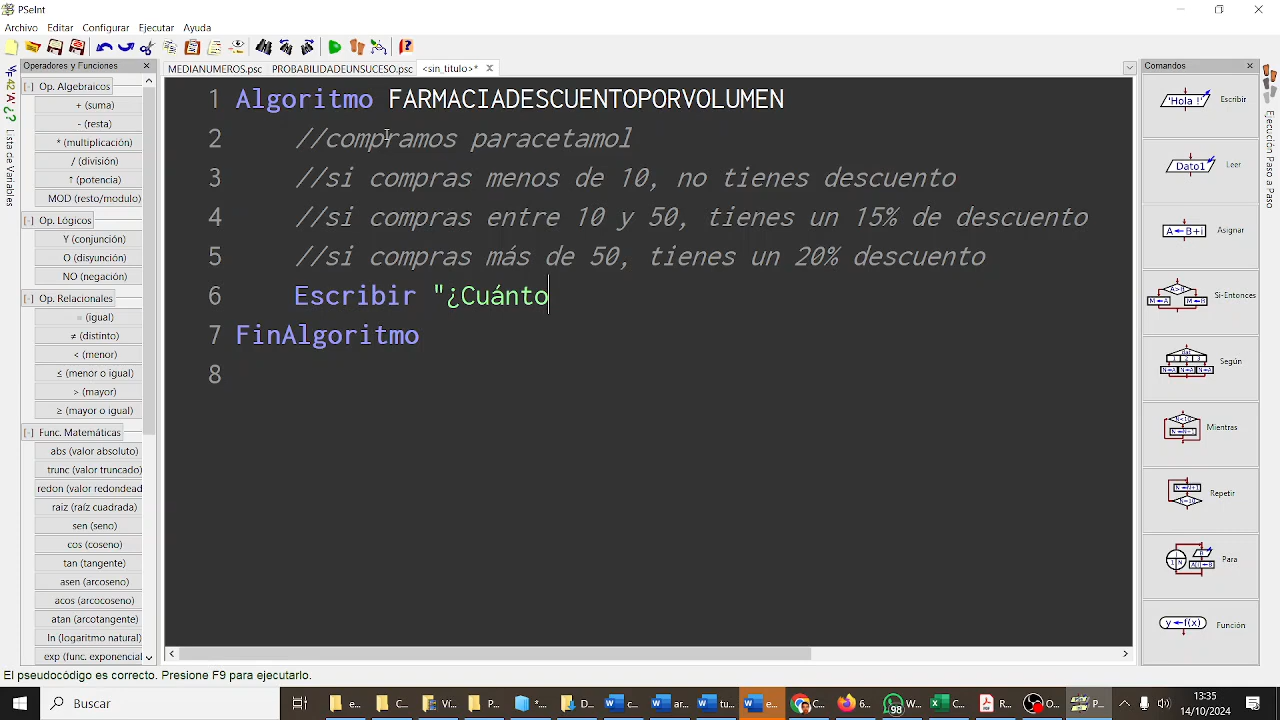 PSeInt
Archivo Editar Configurar Ejecutar Ayuda
Operadores y Funciones
MEDIANUMEROS.psc PROBABILIDADEUNSUCESO.psc <sin_titulo>*
Comandos
Lista de Variables
Ejecución Paso a Paso
Op. Algebraicos
+ (suma)
- (resta)
* (multiplicación)
/ (división)
↑ (potencia)
MOD (resto/modulo)
Op. Lógicos
Y (conjunción)
O (disyunción)
NO (negación)
Op. Relacionales
= (igual)
≠ (distinto)
< (menor)
≤ (menor o igual)
> (mayor)
≥ (mayor o igual)
Func. Matemáticas
abs (valor absoluto)
trunc (valor truncado)
redon (valor redondead
raiz (raíz cuadrada)
sen (seno)
cos (coseno)
tan (tangente)
asen (arcoseno)
acos (arcocoseno)
atan (arcotangente)
ln (logaritmo natural)
exp (func. exponencial
1 Algoritmo FARMACIADESCUENTOPORVOLUMEN
2 //compramos paracetamol
3 //si compras menos de 10, no tienes descuento
4 //si compras entre 10 y 50, tienes un 15% de descuento
5 //si compras más de 50, tienes un 20% descuento
6 Escribir "¿Cuánto
7 FinAlgoritmo
8
'Hola !' Escribir
Dato1 Leer
A←B+i Asignar
Si-Entonces
Según
Mientras
Repetir
Para
y←f(x) Función
El pseudocódigo es correcto. Presione F9 para ejecutarlo.
Buscar
13:35
14/10/2024